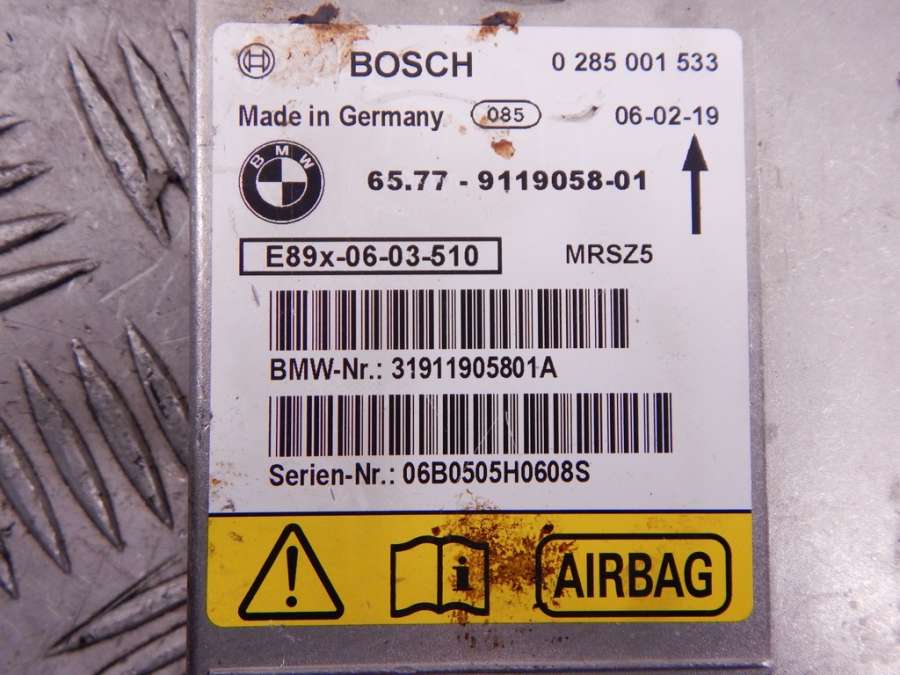 BOSCH 0 285 001 533
Made in Germany 085 06-02-19
BMW 65.77 - 9119058-01
E89x-06-03-510 MRSZ5
BMW-Nr.: 31911905801A
Serien-Nr.: 06B0505H0608S
i AIRBAG